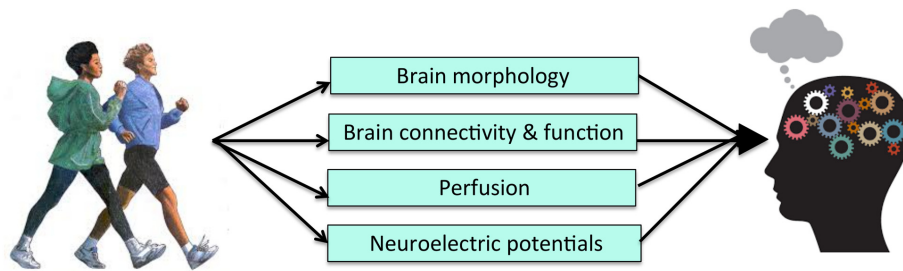 Brain morphology
Brain connectivity & function
Perfusion
Neuroelectric potentials